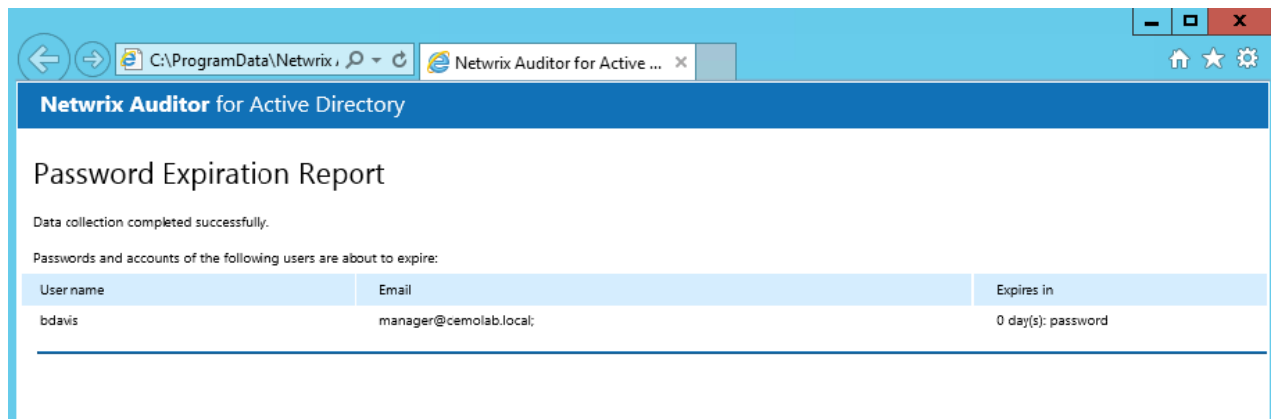 C:\ProgramData\Netwrix
Netwrix Auditor for Active ...
Netwrix Auditor for Active Directory
Password Expiration Report
Data collection completed successfully.
Passwords and accounts of the following users are about to expire:
User name Email Expires in
bdavis manager@cemolab.local; 0 day(s): password